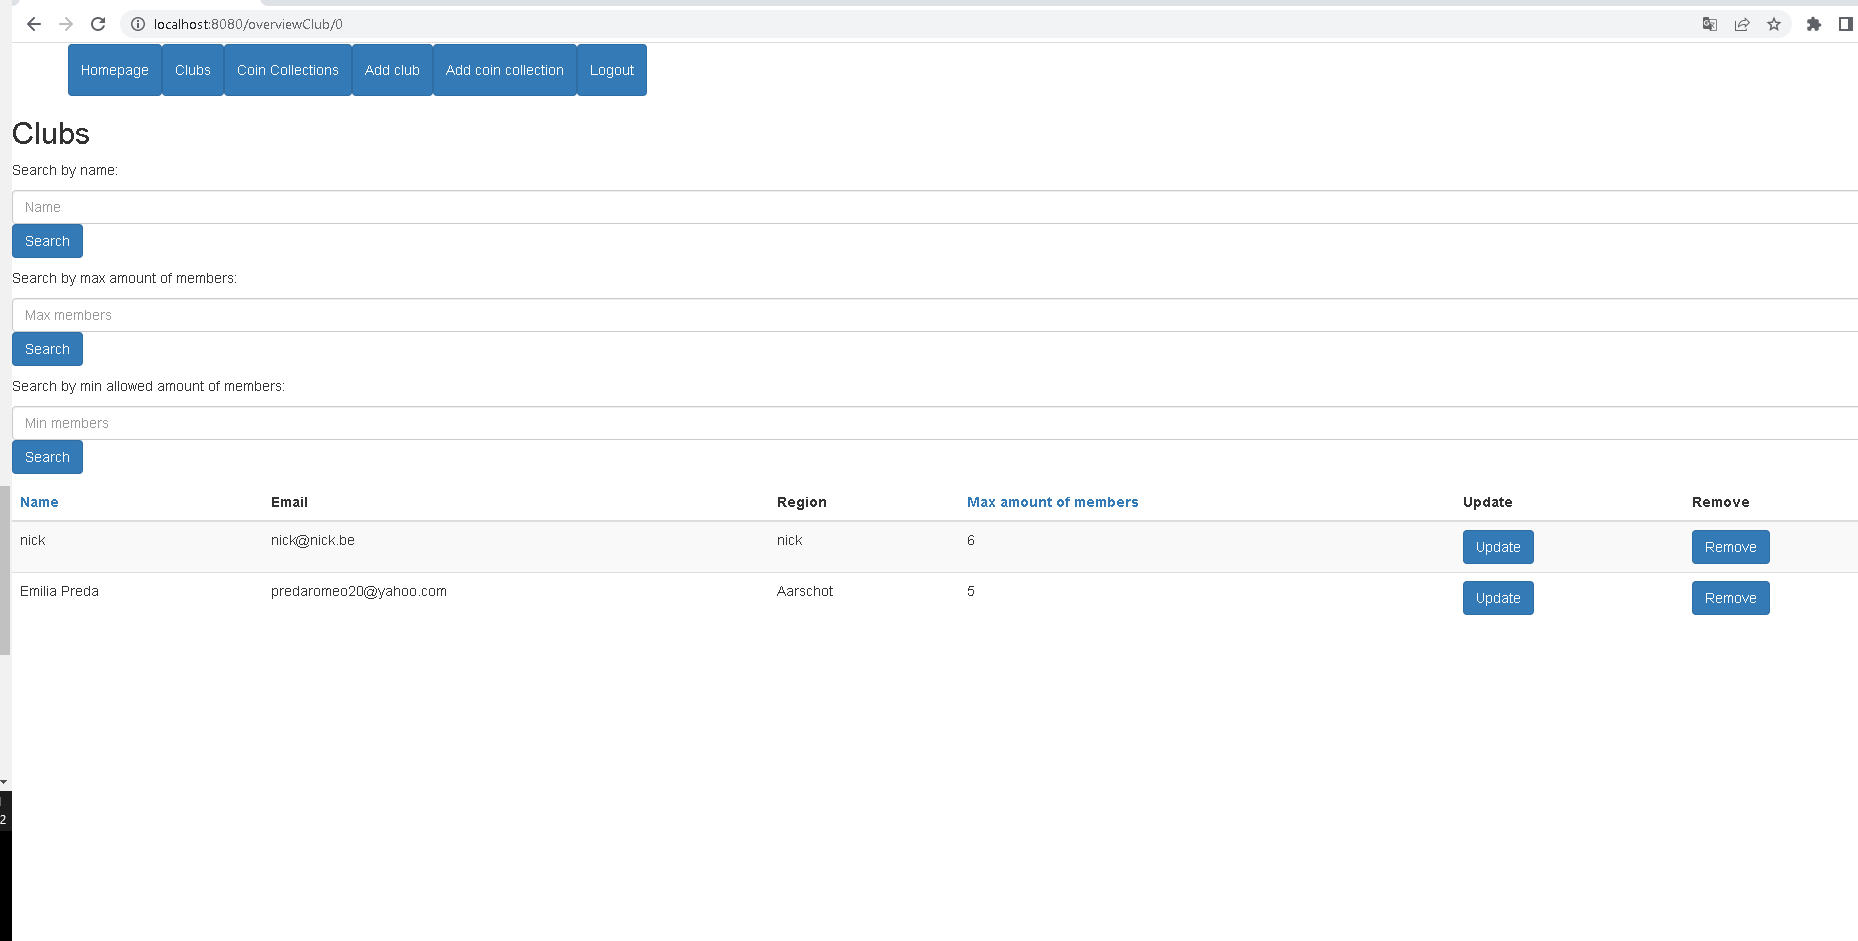 localhost:8080/overviewClub/0
Homepage Clubs Coin Collections Add club Add coin collection Logout
Clubs
Search by name:
Name
Search
Search by max amount of members:
Max members
Search
Search by min allowed amount of members:
Min members
Search
Name Email Region Max amount of members Update Remove
nick nick@nick.be nick 6 Update Remove
Emilia Preda predaromeo20@yahoo.com Aarschot 5 Update Remove
2